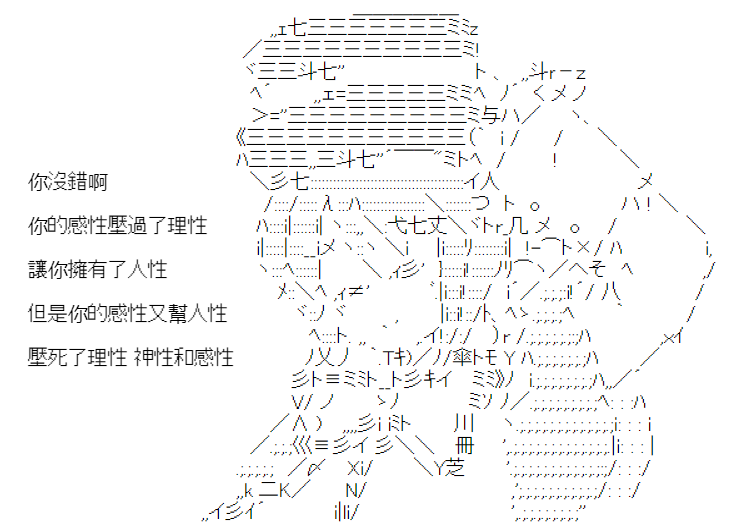 你沒錯啊
你的感性壓過了理性
讓你擁有了人性
但是你的感性又幫人性
壓死了理性 神性和感性